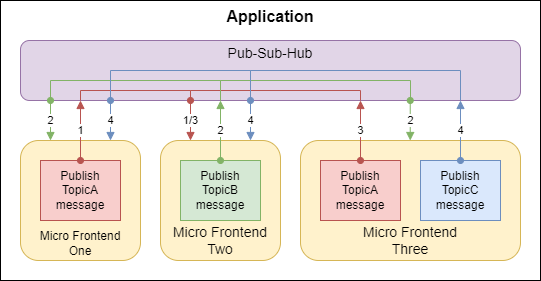 Application
Pub-Sub-Hub
2
1
4
1/3
2
4
3
2
4
Publish
TopicA
message
Publish
TopicB
message
Publish
TopicA
message
Publish
TopicC
message
Micro Frontend
One
Micro Frontend
Two
Micro Frontend
Three